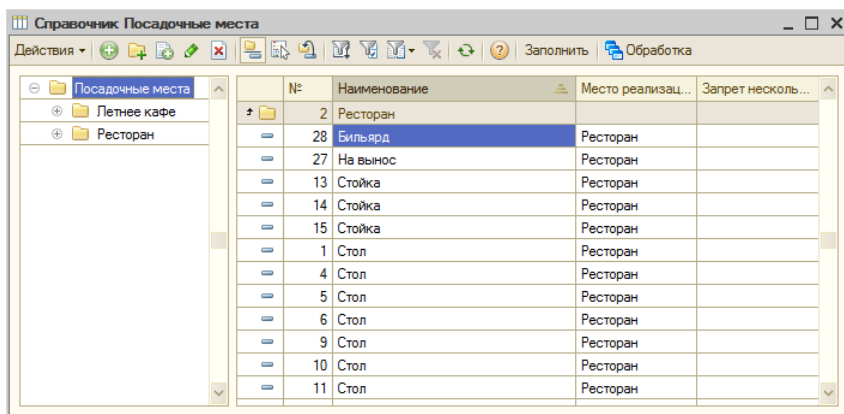 Справочник Посадочные места
Действия Заполнить Обработка
Посадочные места
Летнее кафе
Ресторан
№ Наименование Место реализац... Запрет несколь...
2 Ресторан
28 Бильярд Ресторан
27 На вынос Ресторан
13 Стойка Ресторан
14 Стойка Ресторан
15 Стойка Ресторан
1 Стол Ресторан
4 Стол Ресторан
5 Стол Ресторан
6 Стол Ресторан
9 Стол Ресторан
10 Стол Ресторан
11 Стол Ресторан